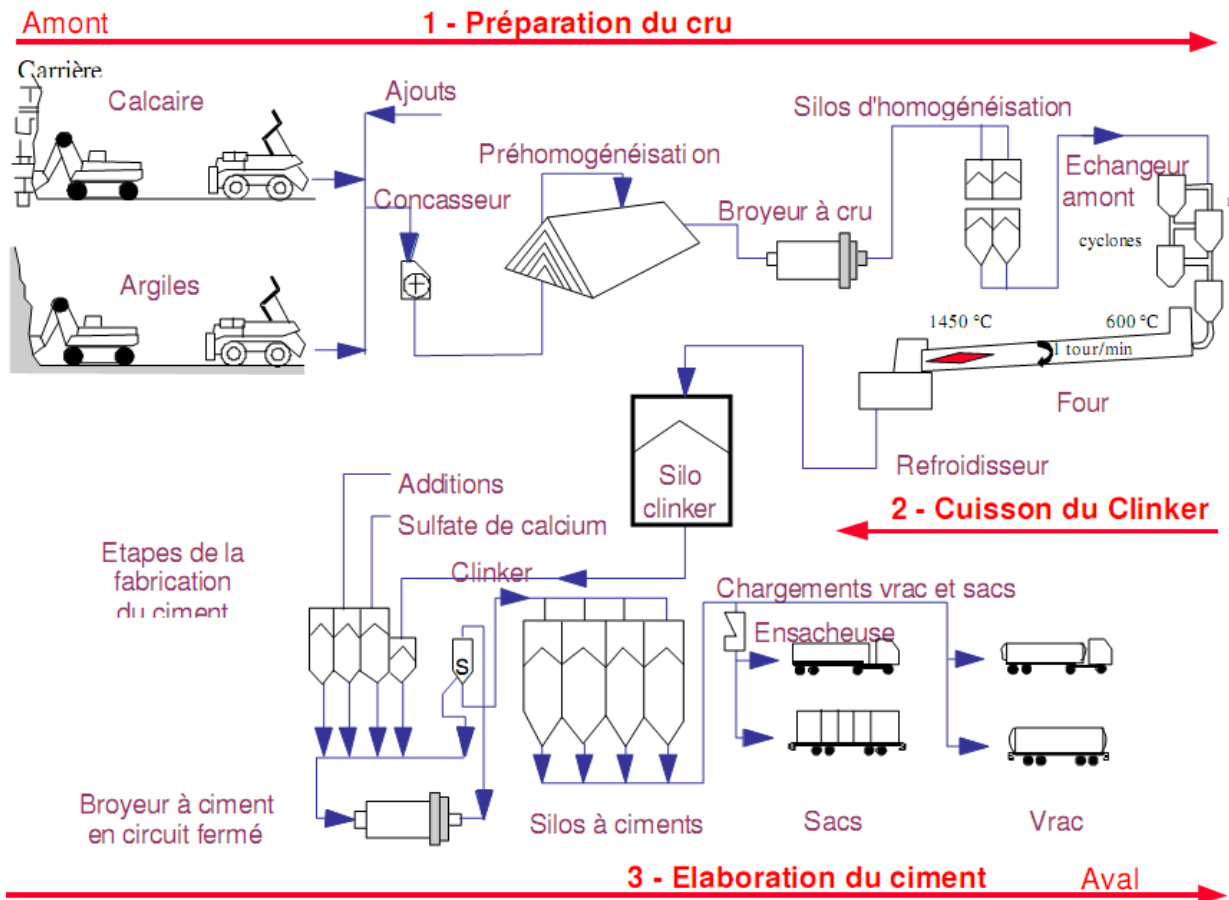 Amont
1 - Préparation du cru
Carrière
Calcaire
Ajouts
Silos d'homogénéisation
Préhomogénéisation
Echangeur
amont
Concasseur
Broyeur à cru
cyclones
Argiles
1450 °C
600 °C
1 tour/min
Four
Silo
clinker
Refroidisseur
Additions
2 - Cuisson du Clinker
Sulfate de calcium
Etapes de la
fabrication
du ciment
Clinker
Chargements vrac et sacs
Ensacheuse
S
Broyeur à ciment
en circuit fermé
Silos à ciments
Sacs
Vrac
3 - Elaboration du ciment
Aval